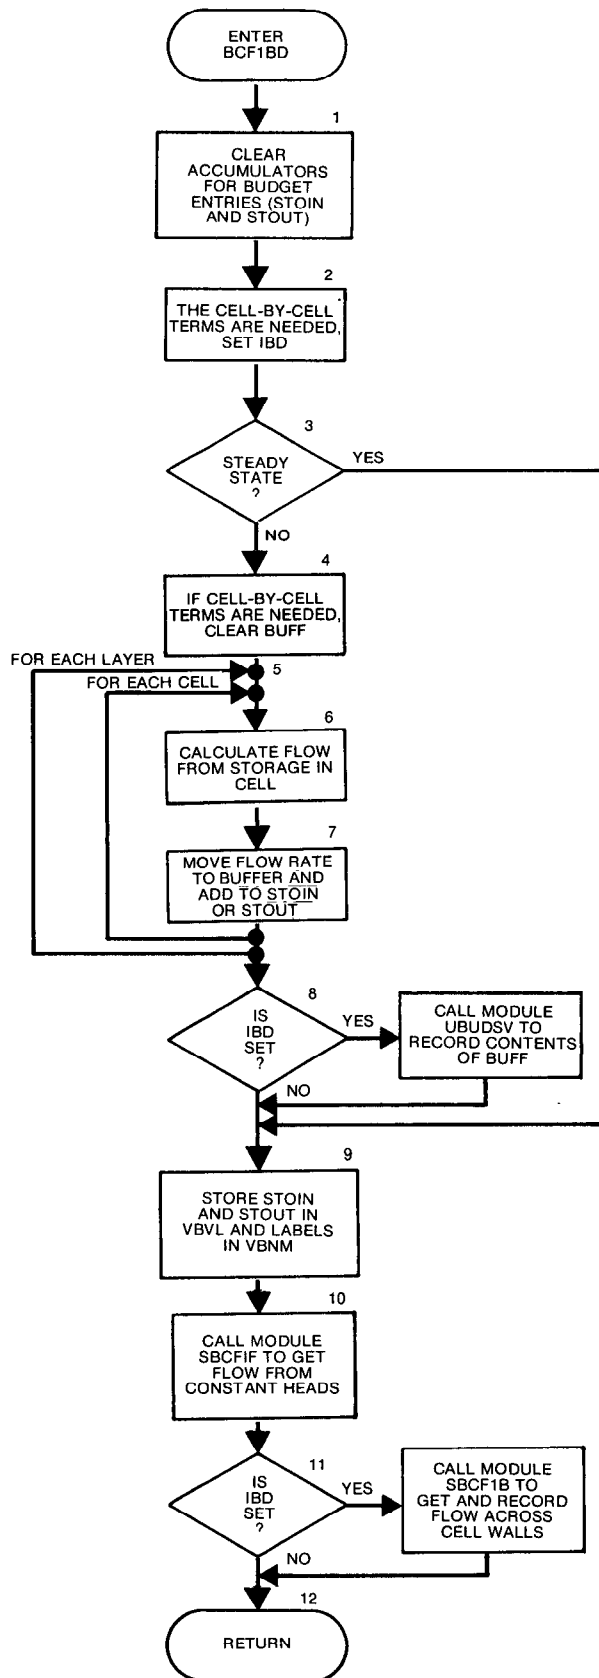 ENTER
BCF1BD
1
CLEAR
ACCUMULATORS
FOR BUDGET
ENTRIES (STOIN
AND STOUT)
2
THE CELL-BY-CELL
TERMS ARE NEEDED,
SET IBD
3
STEADY
STATE
?
YES
NO
4
IF CELL-BY-CELL
TERMS ARE NEEDED,
CLEAR BUFF
FOR EACH LAYER
5
FOR EACH CELL
6
CALCULATE FLOW
FROM STORAGE IN
CELL
7
MOVE FLOW RATE
TO BUFFER AND
ADD TO STOIN
OR STOUT
8
IS
IBD
SET
?
YES
CALL MODULE
UBUDSV TO
RECORD CONTENTS
OF BUFF
NO
9
STORE STOIN
AND STOUT IN
VBVL AND LABELS
IN VBNM
10
CALL MODULE
SBCFIF TO GET
FLOW FROM
CONSTANT HEADS
11
IS
IBD
SET
?
YES
CALL MODULE
SBCF1B TO
GET AND RECORD
FLOW ACROSS
CELL WALLS
NO
12
RETURN